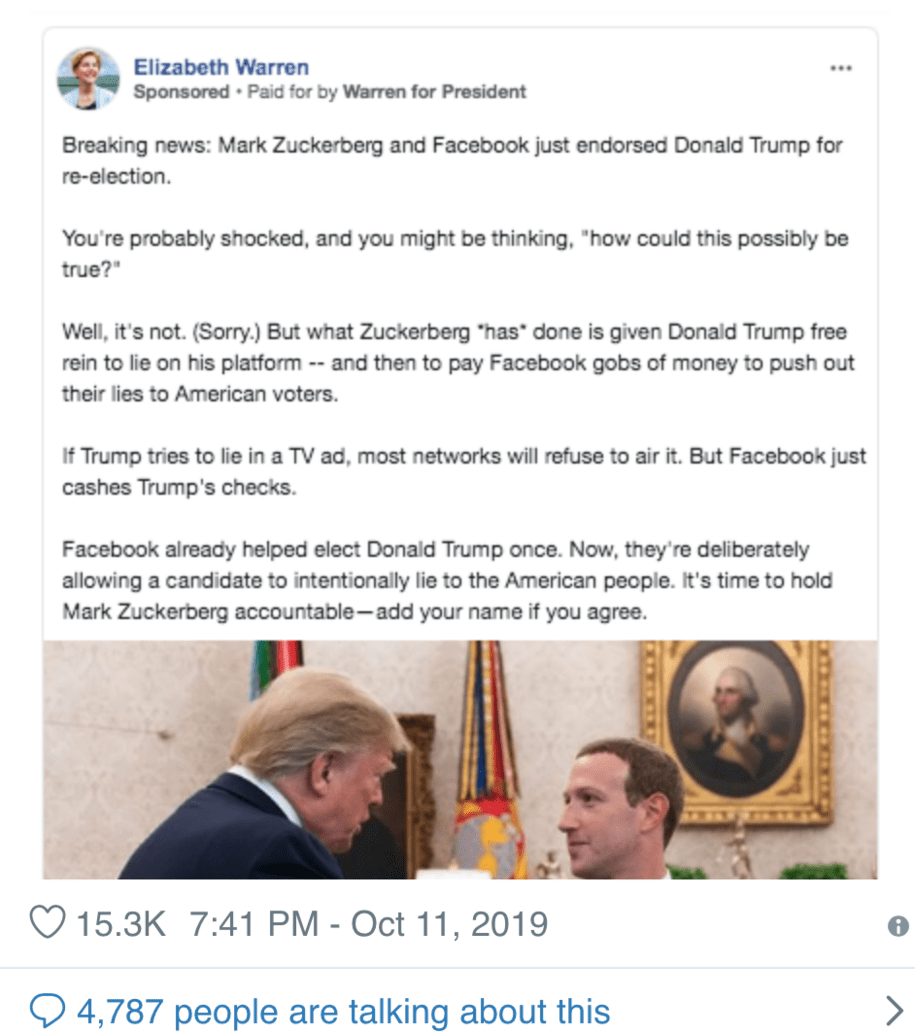 Elizabeth Warren
Sponsored • Paid for by Warren for President
Breaking news: Mark Zuckerberg and Facebook just endorsed Donald Trump for
re-election.
You're probably shocked, and you might be thinking, "how could this possibly be
true?"
Well, it's not. (Sorry.) But what Zuckerberg *has* done is given Donald Trump free
rein to lie on his platform -- and then to pay Facebook gobs of money to push out
their lies to American voters.
If Trump tries to lie in a TV ad, most networks will refuse to air it. But Facebook just
cashes Trump's checks.
Facebook already helped elect Donald Trump once. Now, they're deliberately
allowing a candidate to intentionally lie to the American people. It's time to hold
Mark Zuckerberg accountable—add your name if you agree.
15.3K 7:41 PM - Oct 11, 2019
4,787 people are talking about this